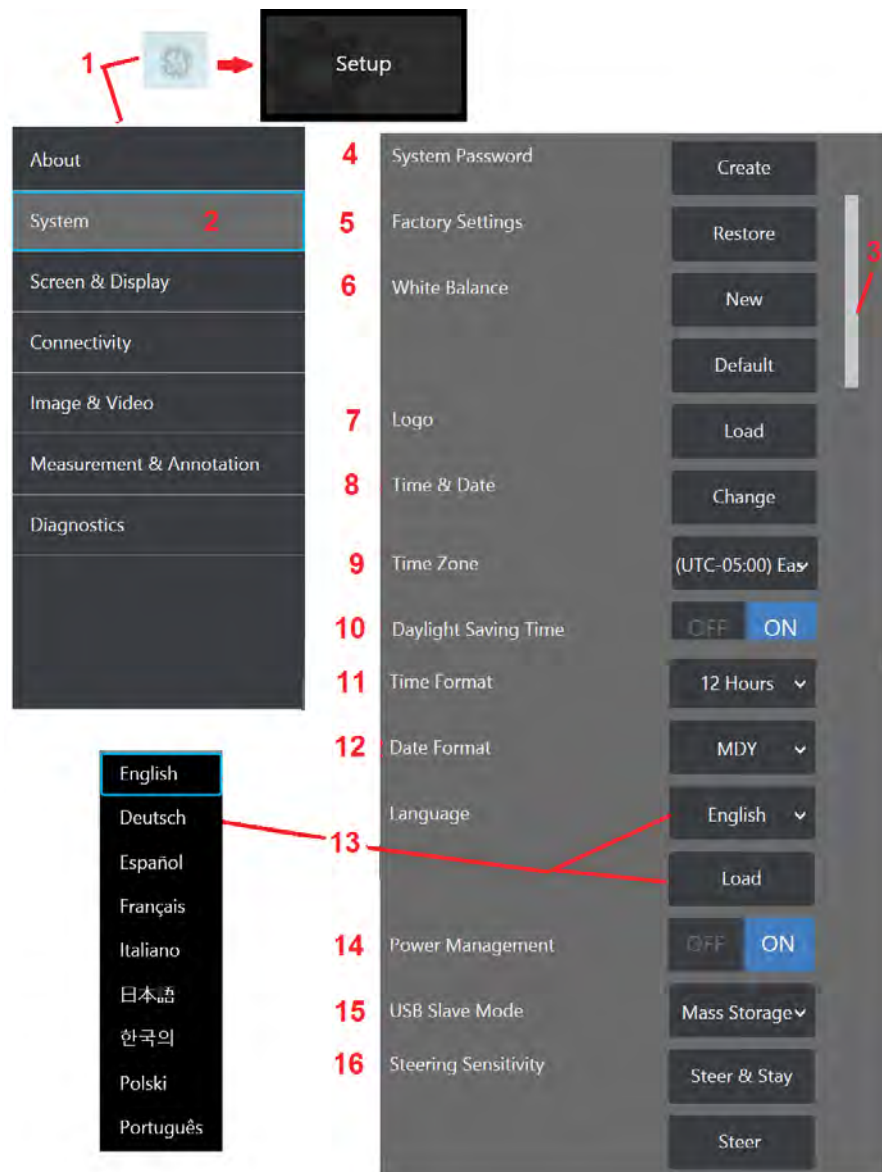 1
Setup
About
System 2
Screen & Display
Connectivity
Image & Video
Measurement & Annotation
Diagnostics
3
4 System Password Create
5 Factory Settings Restore
6 White Balance New
Default
7 Logo Load
8 Time & Date Change
9 Time Zone (UTC-05:00) Eas
10 Daylight Saving Time OFF ON
11 Time Format 12 Hours
12 Date Format MDY
13 Language English
Load
English
Deutsch
Español
Français
Italiano
日本語
한국의
Polski
Português
14 Power Management OFF ON
15 USB Slave Mode Mass Storage
16 Steering Sensitivity Steer & Stay
Steer